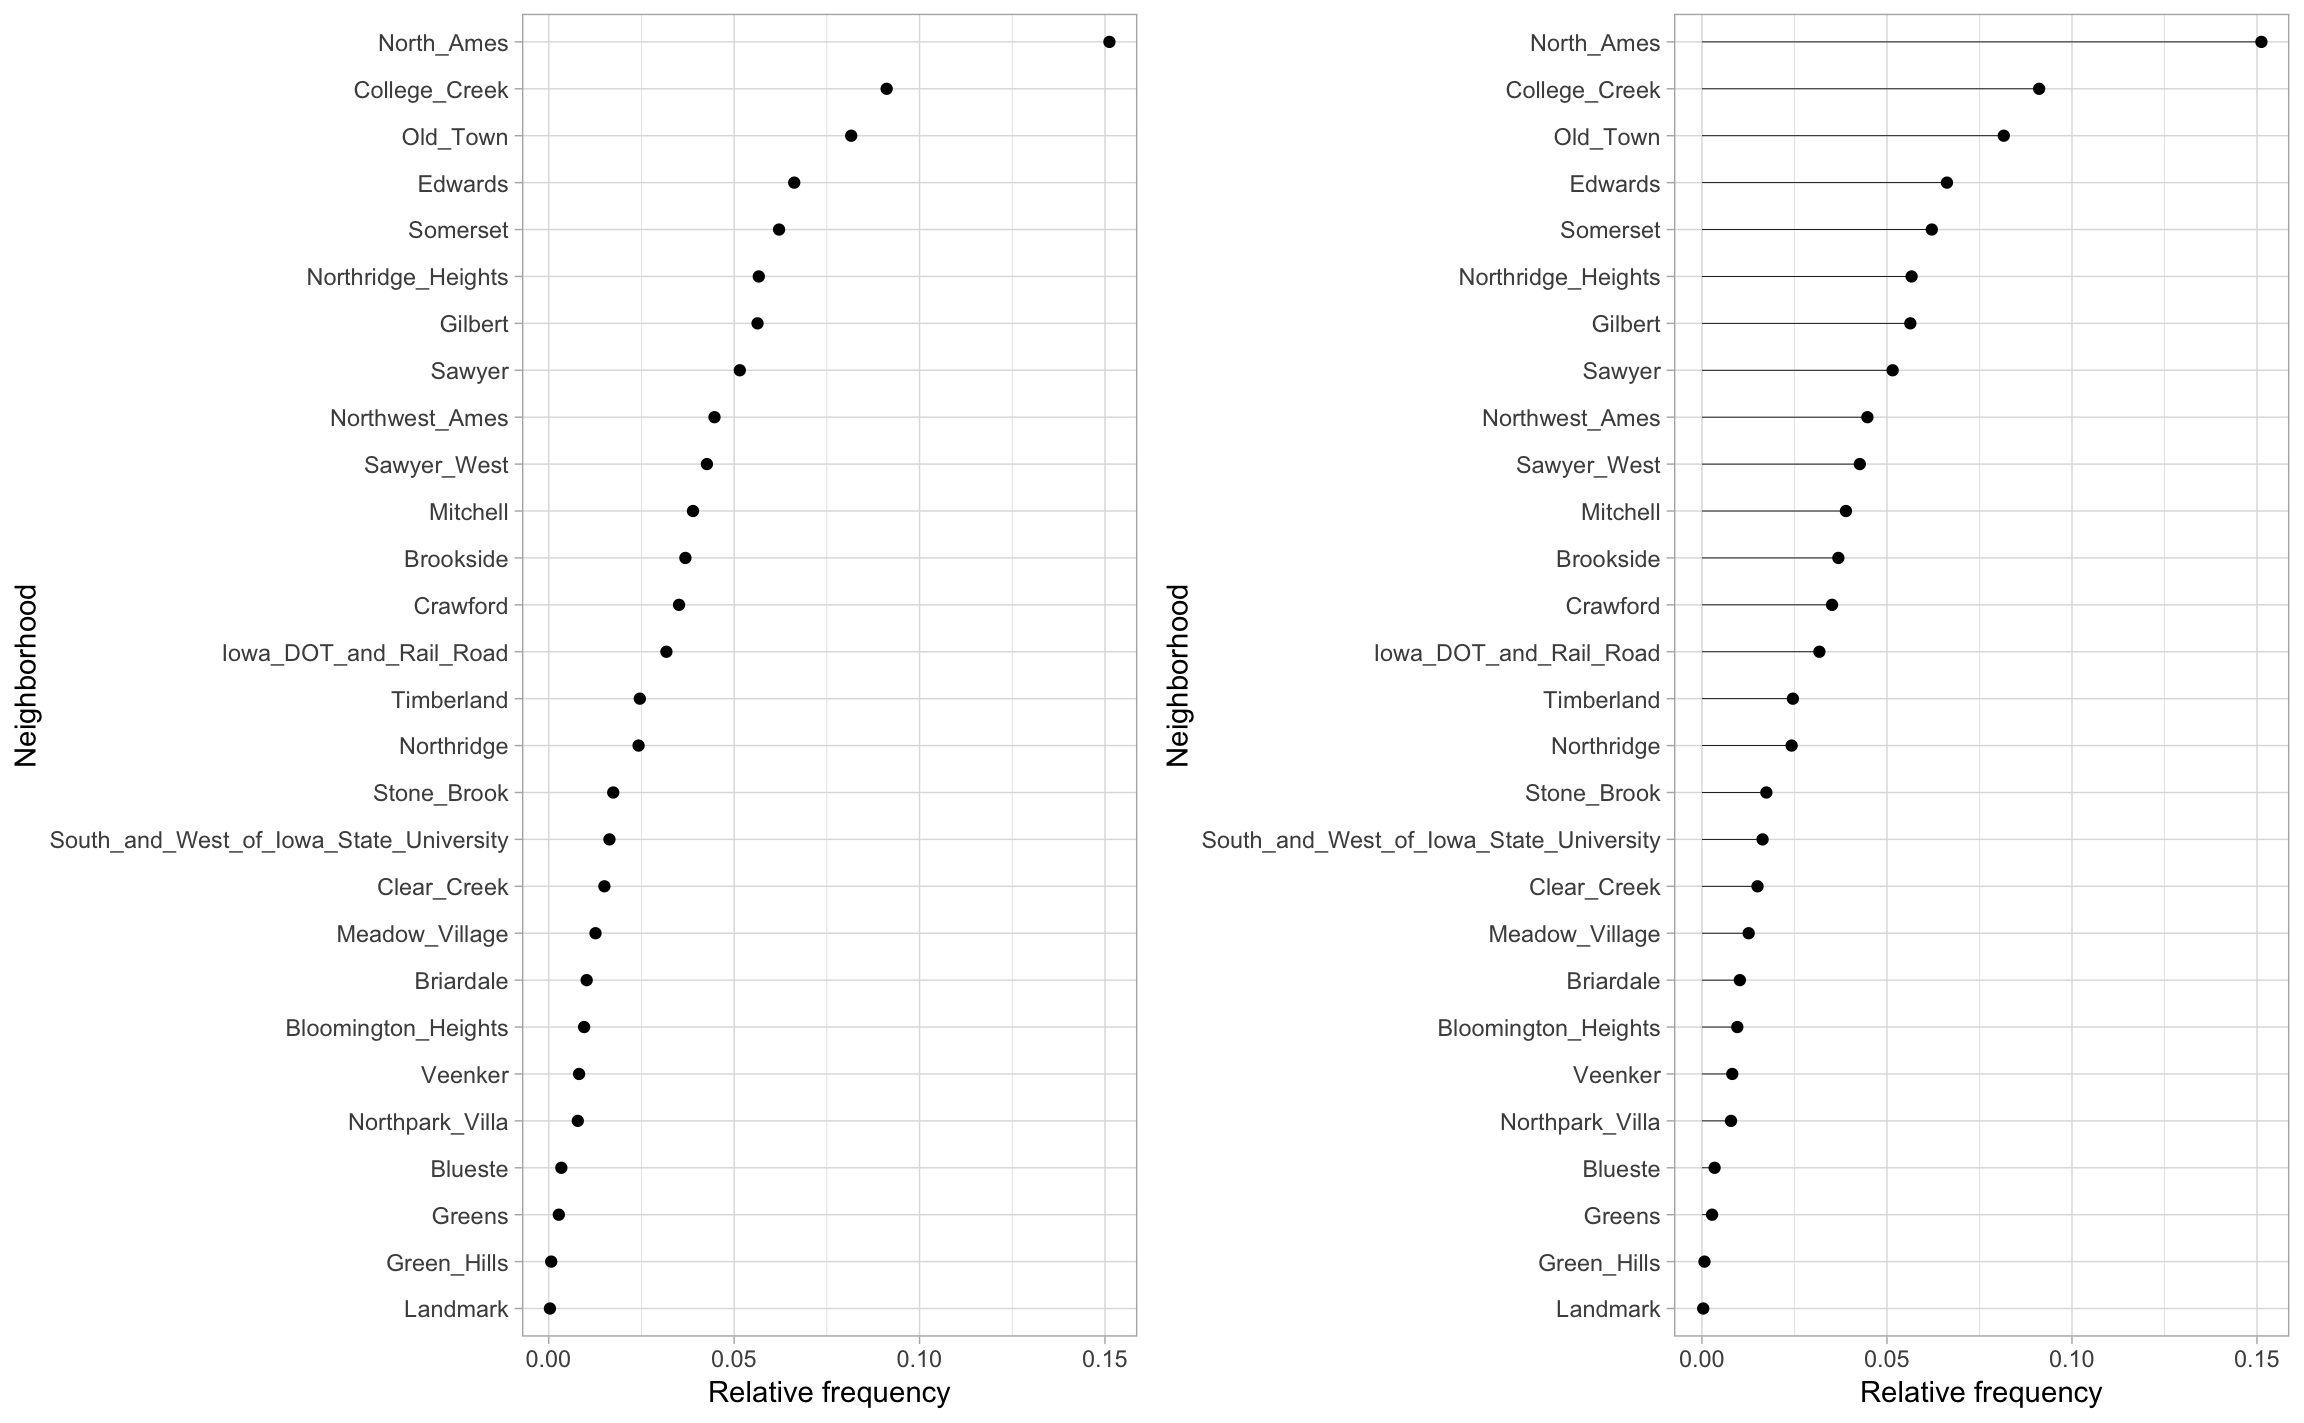 Neighborhood
North_Ames
College_Creek
Old_Town
Edwards
Somerset
Northridge_Heights
Gilbert
Sawyer
Northwest_Ames
Sawyer_West
Mitchell
Brookside
Crawford
Iowa_DOT_and_Rail_Road
Timberland
Northridge
Stone_Brook
South_and_West_of_Iowa_State_University
Clear_Creek
Meadow_Village
Briardale
Bloomington_Heights
Veenker
Northpark_Villa
Blueste
Greens
Green_Hills
Landmark
0.00 0.05 0.10 0.15
Relative frequency
Neighborhood
North_Ames
College_Creek
Old_Town
Edwards
Somerset
Northridge_Heights
Gilbert
Sawyer
Northwest_Ames
Sawyer_West
Mitchell
Brookside
Crawford
Iowa_DOT_and_Rail_Road
Timberland
Northridge
Stone_Brook
South_and_West_of_Iowa_State_University
Clear_Creek
Meadow_Village
Briardale
Bloomington_Heights
Veenker
Northpark_Villa
Blueste
Greens
Green_Hills
Landmark
0.00 0.05 0.10 0.15
Relative frequency